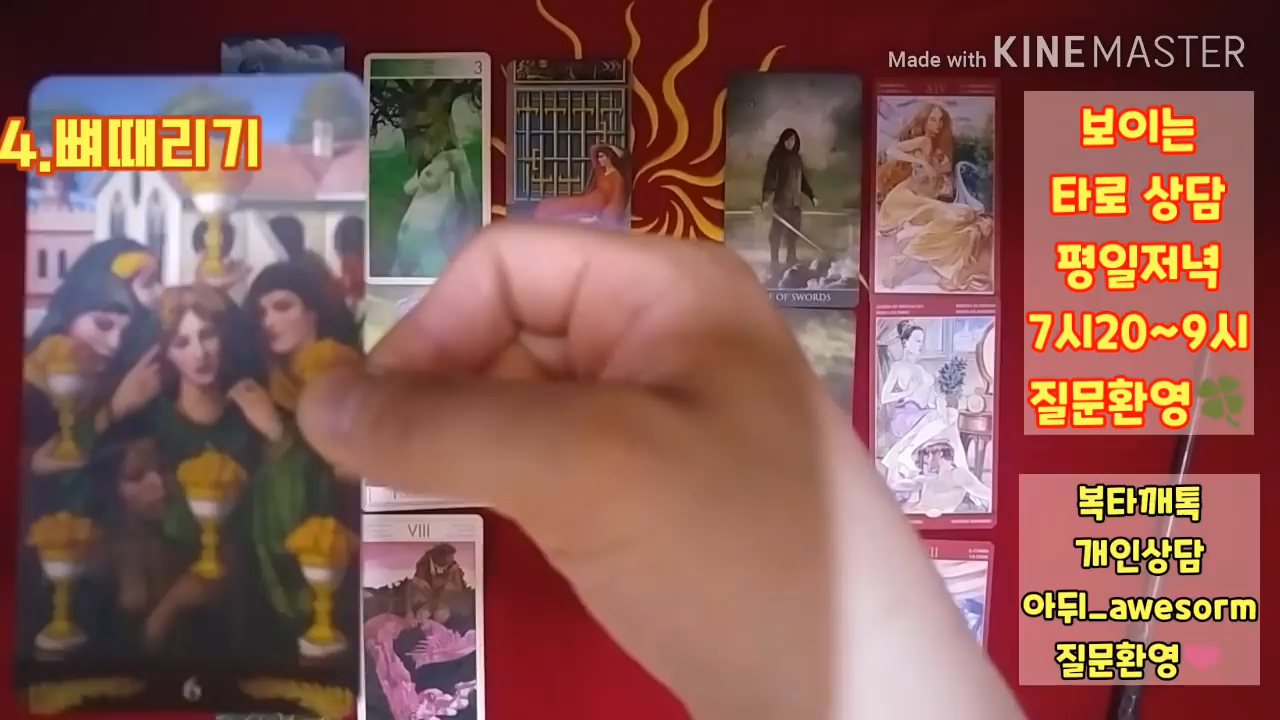 Made with KINEMASTER
4.뼈때리기
3
XIV
E OF SWORDS
VIII
6
보이는
타로 상담
평일저녁
7시20~9시
질문환영🍀
복타깨톡
개인상담
아뒤_awesorm
질문환영